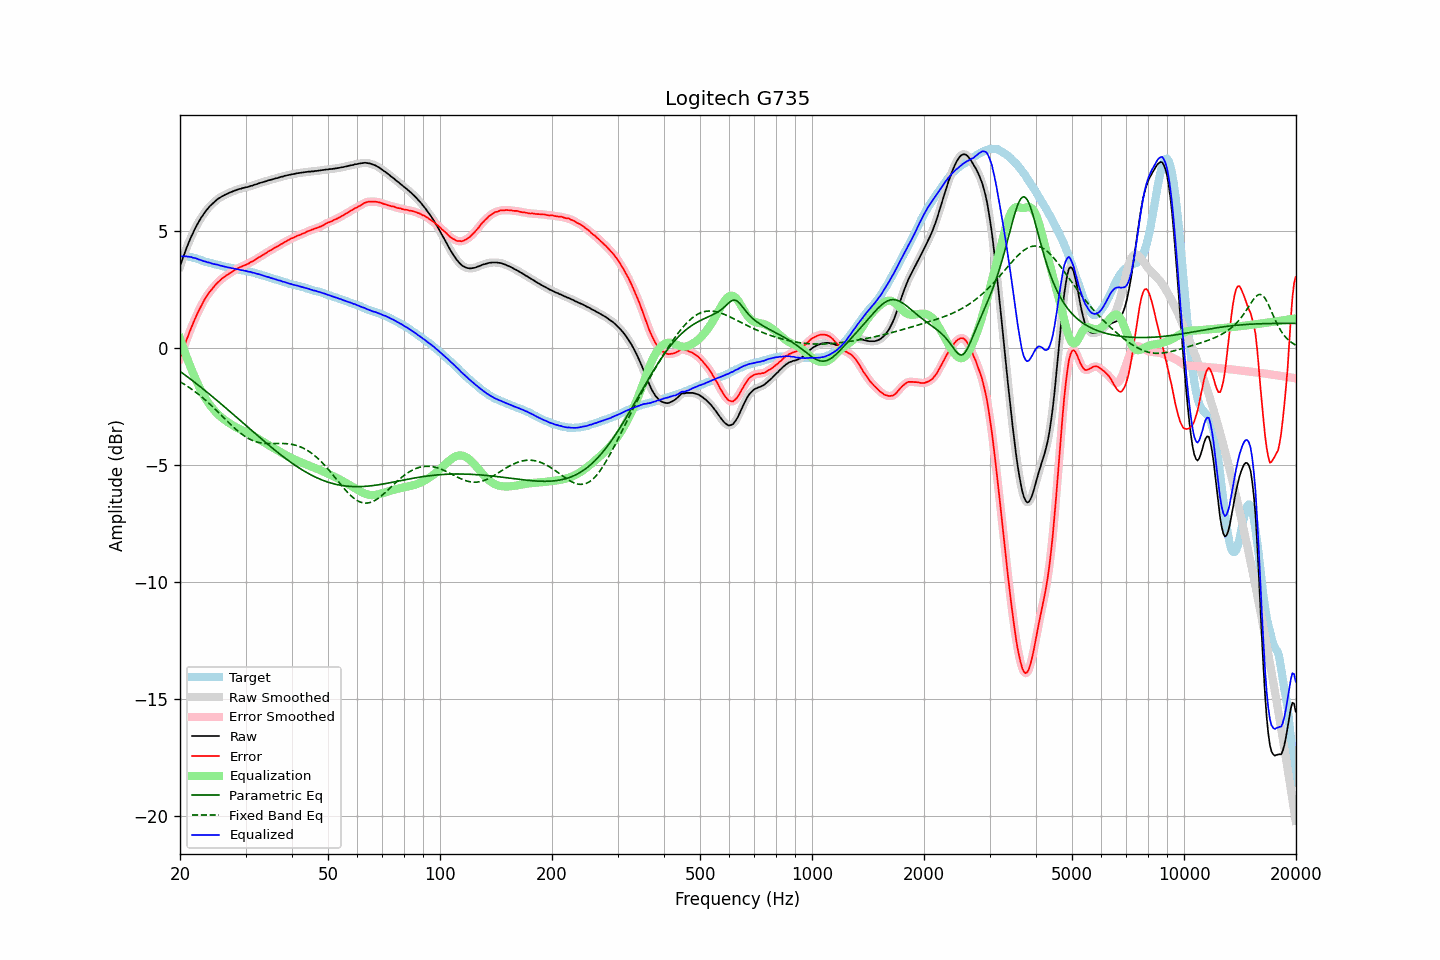 Logitech G735
Amplitude (dBr)
5
0
−5
−10
−15
−20
Target
Raw Smoothed
Error Smoothed
Raw
Error
Equalization
Parametric Eq
Fixed Band Eq
Equalized
20 50 100 200 500 1000 2000 5000 10000 20000
Frequency (Hz)